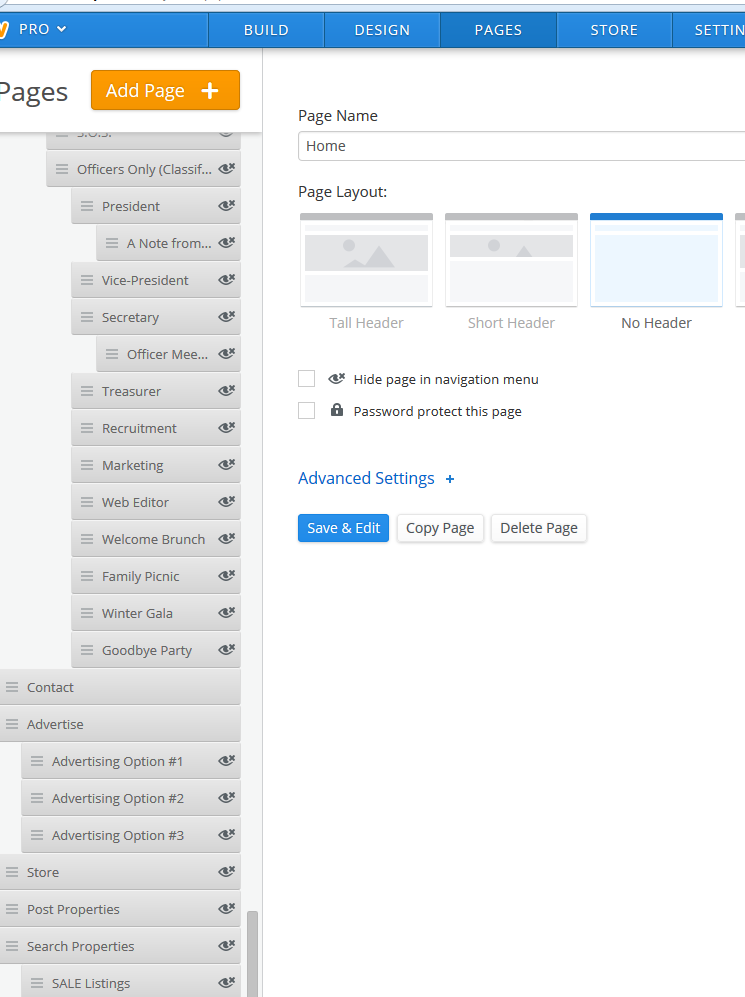 PRO
BUILD
DESIGN
PAGES
STORE
SETTIN
Pages
Add Page +
S.O.S.
Officers Only (Classif...
President
A Note from...
Vice-President
Secretary
Officer Mee...
Treasurer
Recruitment
Marketing
Web Editor
Welcome Brunch
Family Picnic
Winter Gala
Goodbye Party
Contact
Advertise
Advertising Option #1
Advertising Option #2
Advertising Option #3
Store
Post Properties
Search Properties
SALE Listings
Page Name
Home
Page Layout:
Tall Header
Short Header
No Header
Hide page in navigation menu
Password protect this page
Advanced Settings +
Save & Edit
Copy Page
Delete Page